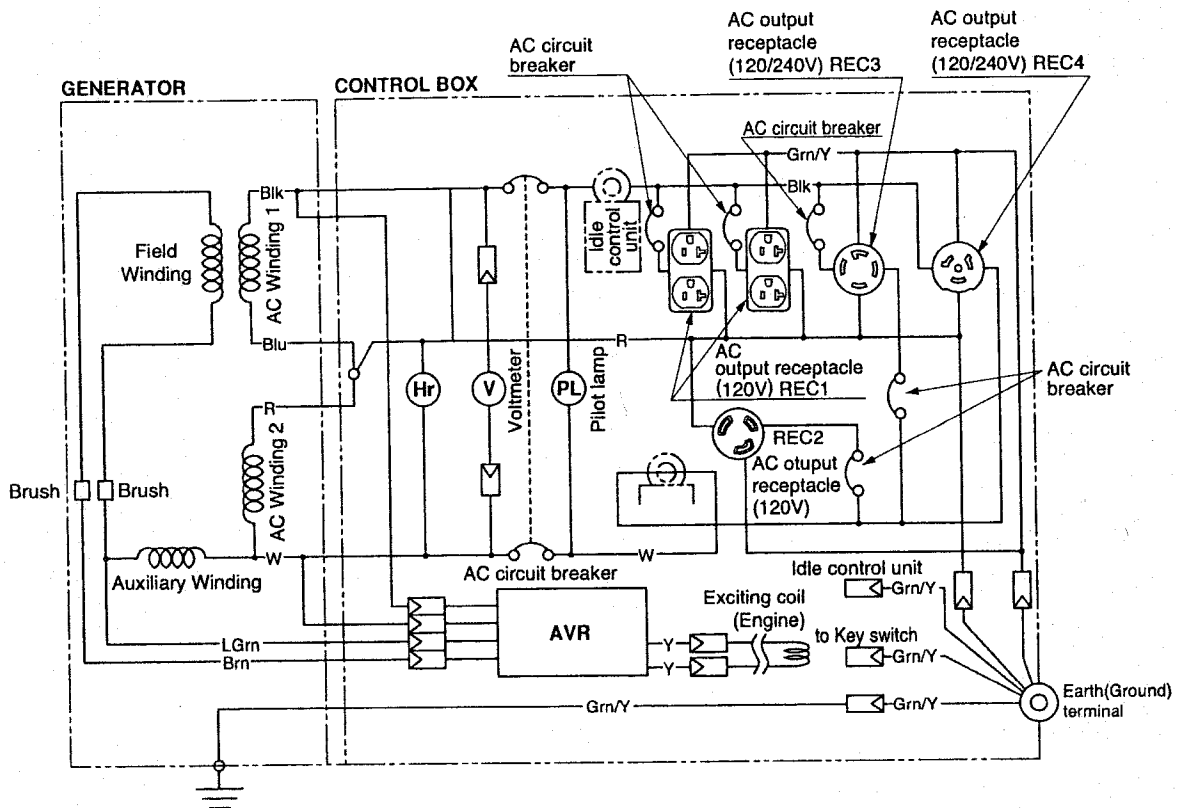 AC output
receptacle
(120/240V) REC3
AC output
receptacle
(120/240V) REC4
AC circuit
breaker
GENERATOR
CONTROL BOX
AC circuit breaker
Grn/Y
Blk
Blk
Idle
control
unit
Field
Winding
AC Winding 1
Blu
R
AC
output receptacle
(120V) REC1
AC circuit
breaker
Hr
V
Voltmeter
PL
Pilot lamp
R
AC Winding 2
REC2
AC otuput
receptacle
(120V)
Brush
Brush
W
W
Auxiliary Winding
AC circuit breaker
Idle control unit
Grn/Y
Exciting coil
(Engine)
AVR
to Key switch
Y
Y
Grn/Y
LGrn
Brn
Grn/Y
Grn/Y
Earth(Ground)
terminal